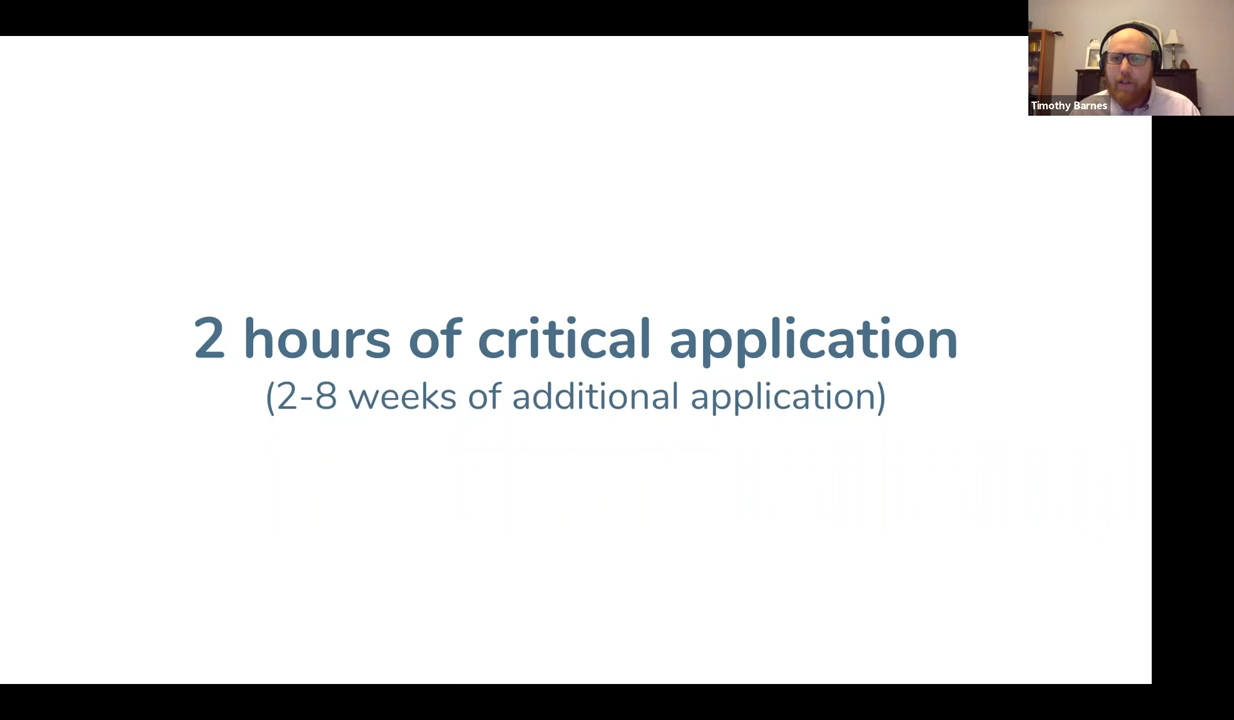 Timothy Barnes
2 hours of critical application
(2-8 weeks of additional application)